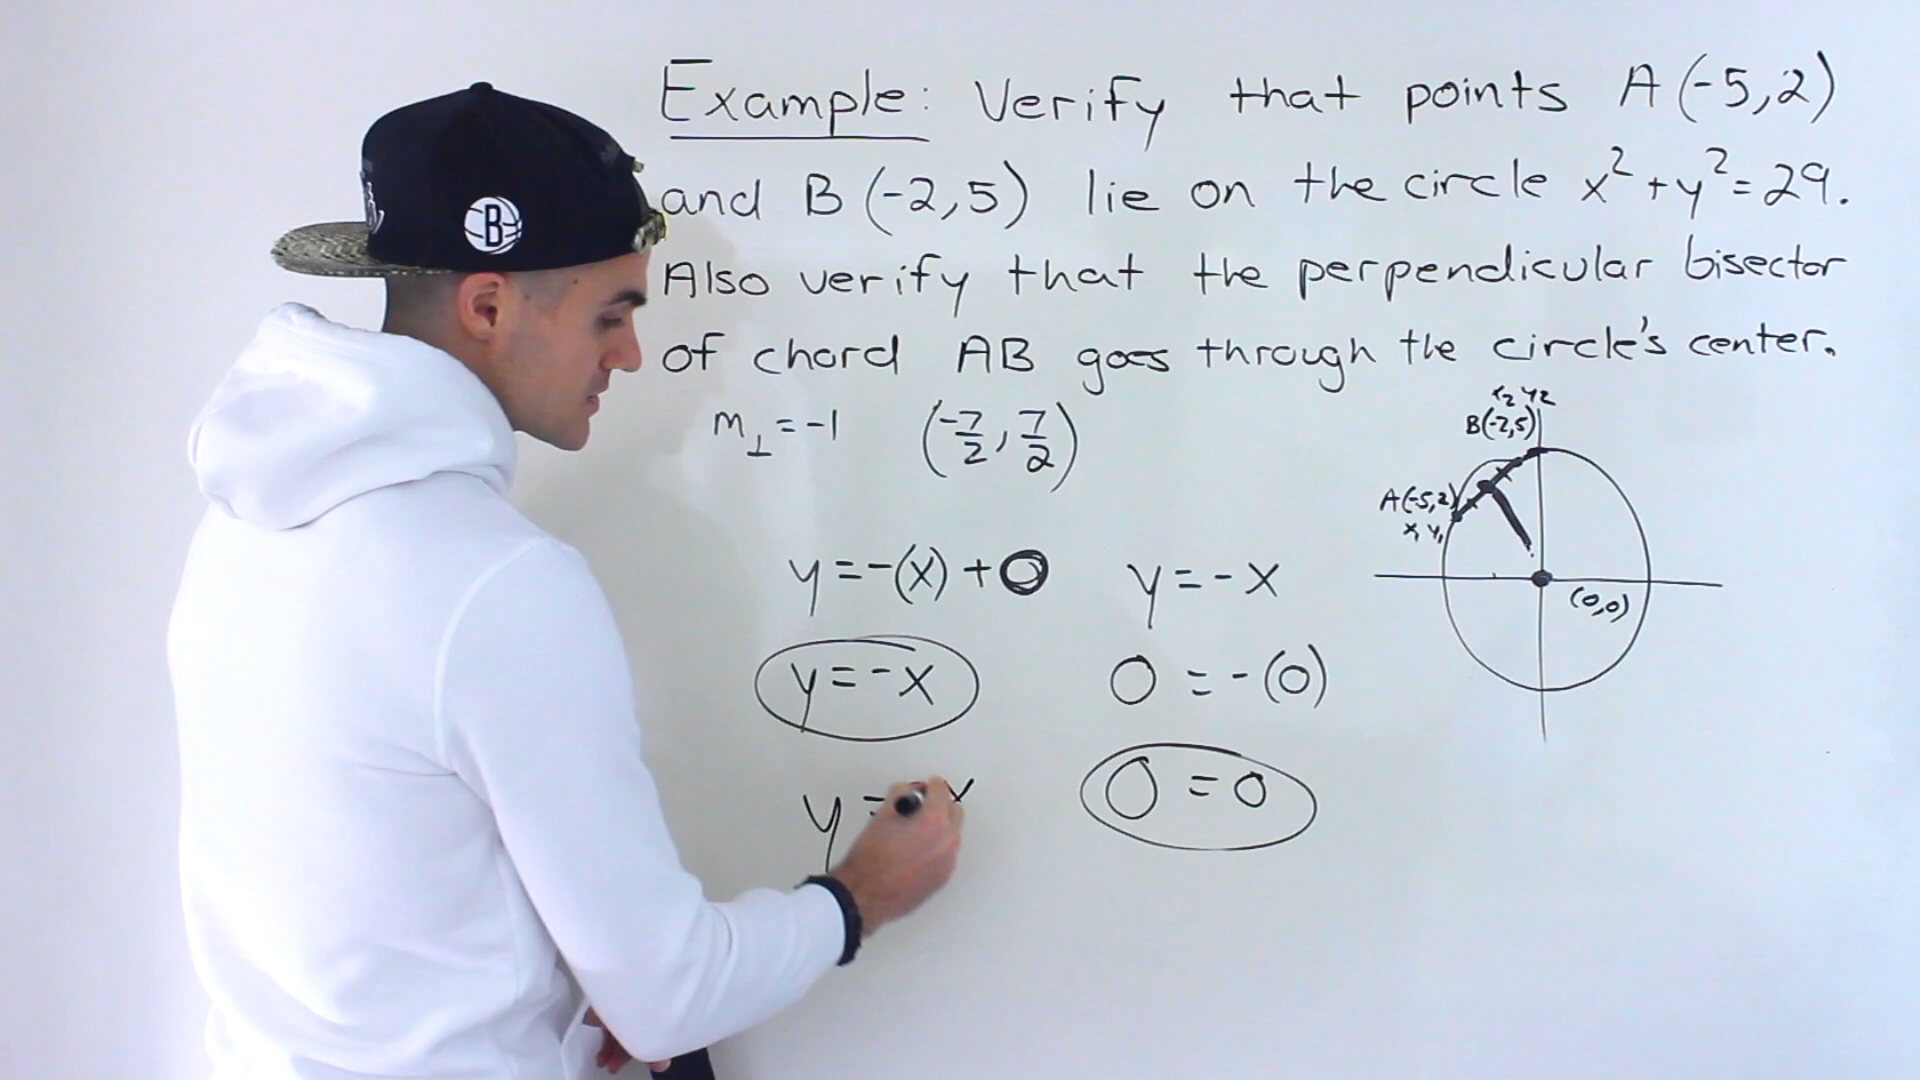 Example: Verify that points A(-5,2)
and B(-2,5) lie on the circle x²+y²=29.
Also verify that the perpendicular bisector
of chord AB goes through the circle's center.
m⊥=-1 (-7/2, 7/2)
x₂ y₂
B(-2,5)
A(-5,2)
x₁ y₁
y=-(x)+0 y=-x
(0,0)
y=-x 0=-(0)
y= x 0=0
B